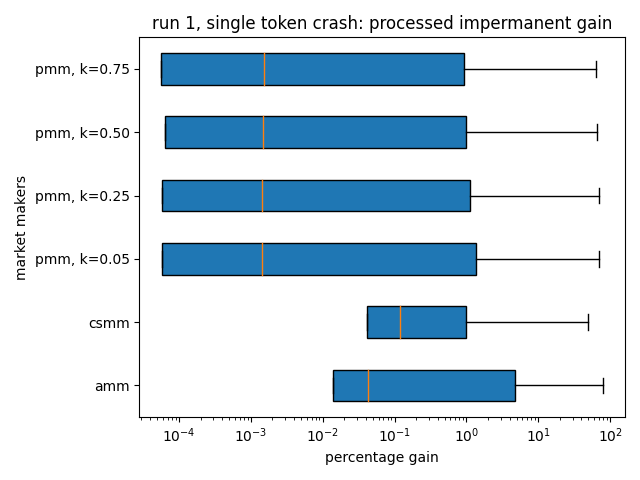 run 1, single token crash: processed impermanent gain
market makers
pmm, k=0.75
pmm, k=0.50
pmm, k=0.25
pmm, k=0.05
csmm
amm
10⁻⁴ 10⁻³ 10⁻² 10⁻¹ 10⁰ 10¹ 10²
percentage gain